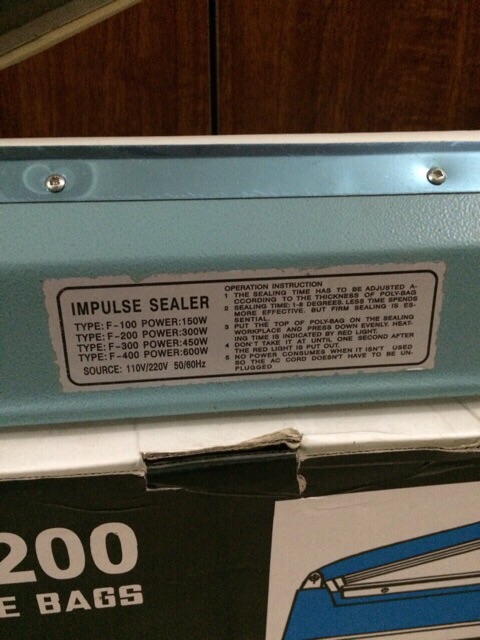 IMPULSE SEALER
TYPE: F-100 POWER:150W
TYPE: F-200 POWER:300W
TYPE: F-300 POWER:450W
TYPE: F-400 POWER:600W
SOURCE: 110V/220V 50/60Hz
OPERATION INSTRUCTION
1 THE SEALING TIME HAS TO BE ADJUSTED A-
CCORDING TO THE THICKNESS OF POLY-BAG
2 SEALING TIME: 1-8 DEGREES. LESS TIME SPENDS
MORE EFFECTIVE. BUT FIRM SEALING IS ES-
SENTIAL.
3 PUT THE TOP OF POLY-BAG ON THE SEALING
WORKPLACE AND PRESS DOWN EVENLY. HEAT-
ING TIME IS INDICATED BY RED LIGHT.
4 DON'T TAKE IT AT UNTIL ONE SECOND AFTER
THE RED LIGHT IS PUT OUT.
5 NO POWER CONSUMES WHEN IT ISN'T USED
SO THE AC CORD DOESN'T HAVE TO BE UN-
PLUGGED
200
E BAGS